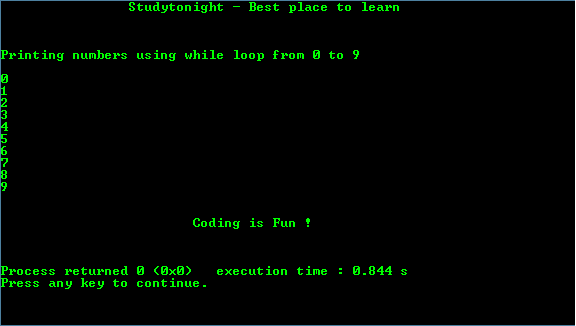 Studytonight - Best place to learn
Printing numbers using while loop from 0 to 9
0
1
2
3
4
5
6
7
8
9
Coding is Fun !
Process returned 0 (0x0)   execution time : 0.844 s
Press any key to continue.